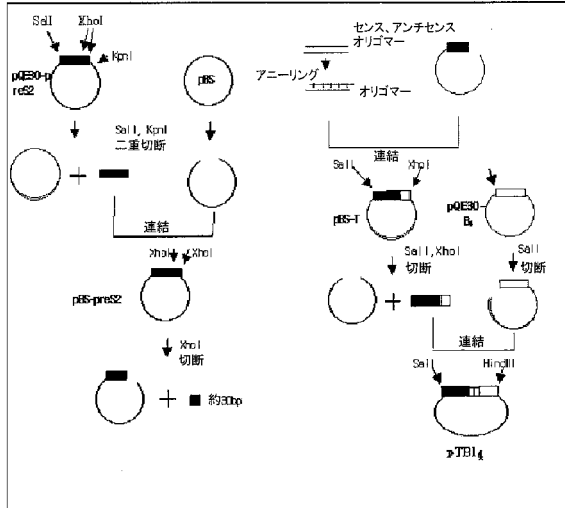 SalI
XhoI
KpnI
pQE30-p
reS2
pBS
SalI, KpnI
二重切断
連結
XhoI
XhoI
pBS-preS2
XhoI
切断
約30bp
センス、アンチセンス
オリゴマー
アニーリング
オリゴマー
連結
SalI
XhoI
pBS-T
pQE30-
B4
SalI,XhoI
切断
SalI
切断
連結
SalI
HindIII
pTB14